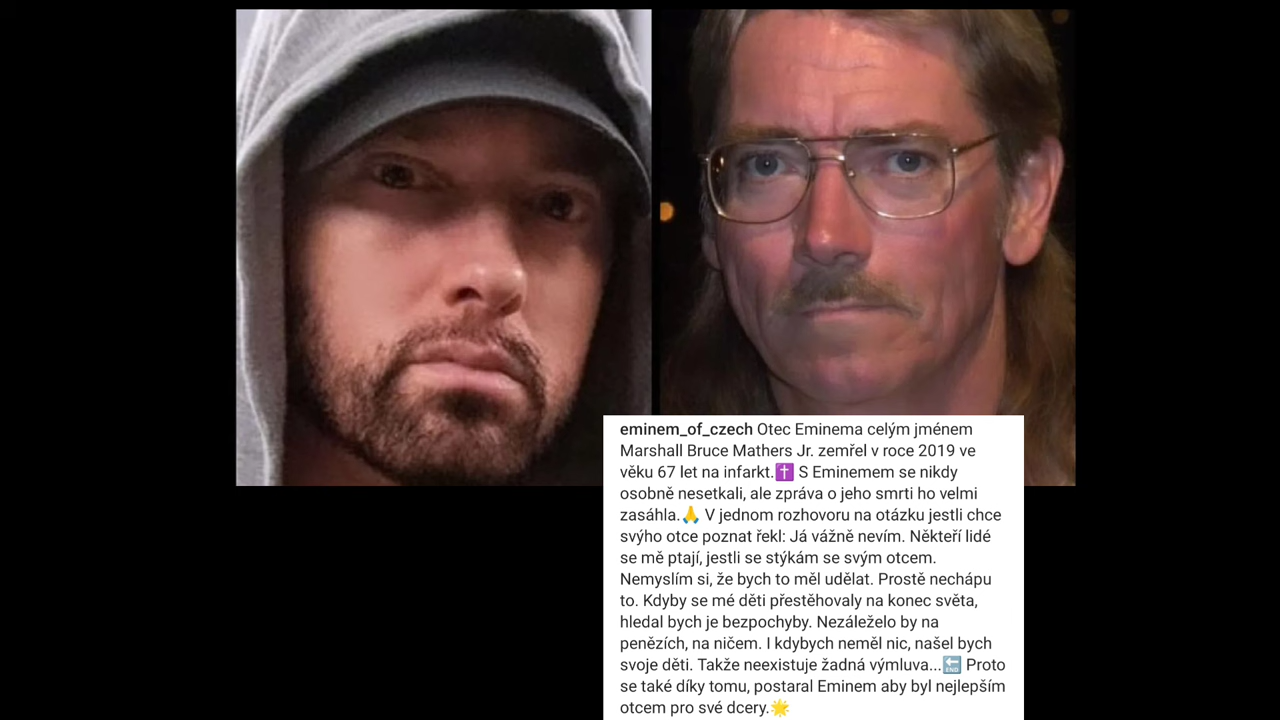 eminem_of_czech Otec Eminema celým jménem
Marshall Bruce Mathers Jr. zemřel v roce 2019 ve
věku 67 let na infarkt.✝️ S Eminemem se nikdy
osobně nesetkali, ale zpráva o jeho smrti ho velmi
zasáhla.🙏 V jednom rozhovoru na otázku jestli chce
svýho otce poznat řekl: Já vážně nevím. Někteří lidé
se mě ptají, jestli se stýkám se svým otcem.
Nemyslím si, že bych to měl udělat. Prostě nechápu
to. Kdyby se mé děti přestěhovaly na konec světa,
hledal bych je bezpochyby. Nezáleželo by na
penězích, na ničem. I kdybych neměl nic, našel bych
svoje děti. Takže neexistuje žádná výmluva...🔚 Proto
se také díky tomu, postaral Eminem aby byl nejlepším
otcem pro své dcery.🌟